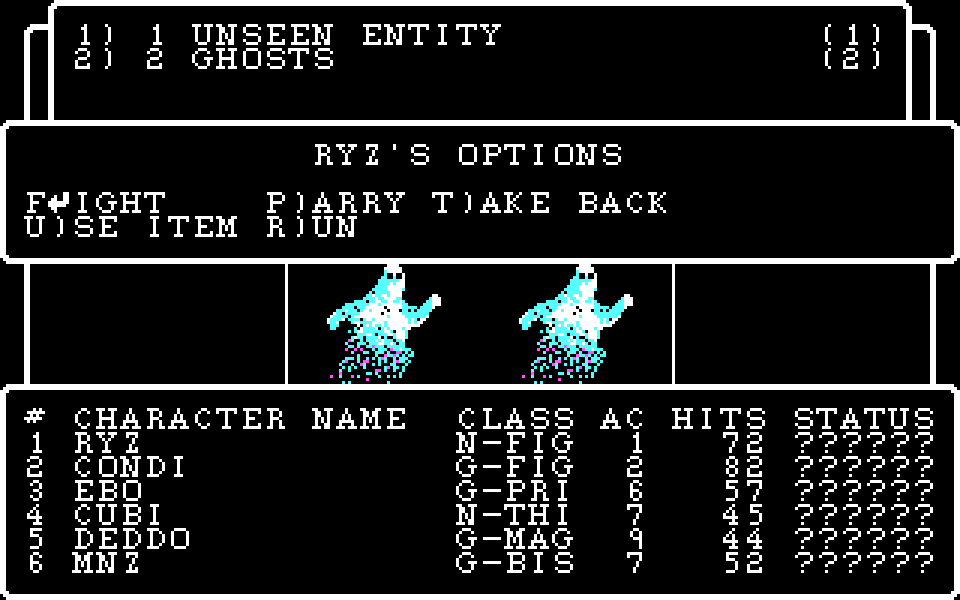 1) 1 UNSEEN ENTITY (1)
2) 2 GHOSTS (2)
RYZ'S OPTIONS
F↵IGHT P)ARRY T)AKE BACK
U)SE ITEM R)UN
# CHARACTER NAME CLASS AC HITS STATUS
1 RYZ N-FIG 1 72 ??????
2 CONDI G-FIG 2 82 ??????
3 EBO G-PRI 6 57 ??????
4 CUBI N-THI 7 45 ??????
5 DEDDO G-MAG 9 44 ??????
6 MNZ G-BIS 7 52 ??????